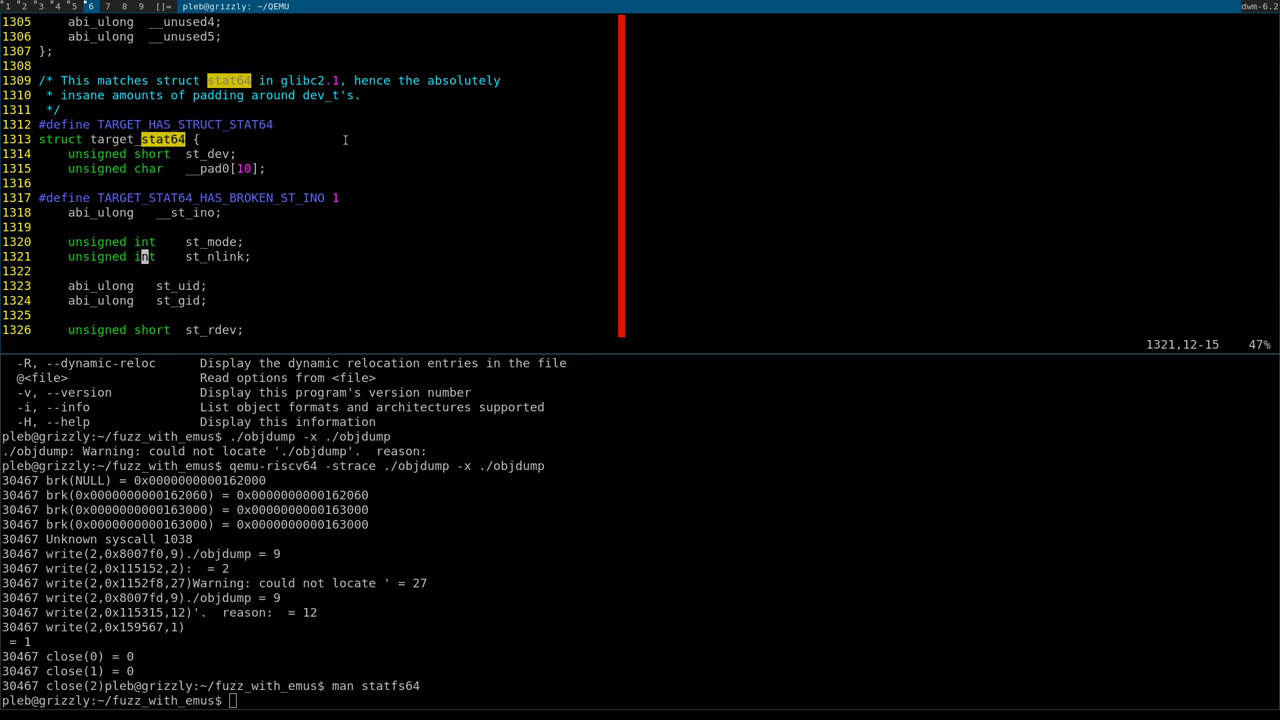 1 2 3 4 5 6 7 8 9 []= pleb@grizzly: ~/QEMU dwm-6.2
1305 abi_ulong __unused4;
1306 abi_ulong __unused5;
1307 };
1308
1309 /* This matches struct stat64 in glibc2.1, hence the absolutely
1310 * insane amounts of padding around dev_t's.
1311 */
1312 #define TARGET_HAS_STRUCT_STAT64
1313 struct target_stat64 {
1314 unsigned short st_dev;
1315 unsigned char __pad0[10];
1316
1317 #define TARGET_STAT64_HAS_BROKEN_ST_INO 1
1318 abi_ulong __st_ino;
1319
1320 unsigned int st_mode;
1321 unsigned int st_nlink;
1322
1323 abi_ulong st_uid;
1324 abi_ulong st_gid;
1325
1326 unsigned short st_rdev;
1321,12-15 47%
-R, --dynamic-reloc Display the dynamic relocation entries in the file
@<file> Read options from <file>
-v, --version Display this program's version number
-i, --info List object formats and architectures supported
-H, --help Display this information
pleb@grizzly:~/fuzz_with_emus$ ./objdump -x ./objdump
./objdump: Warning: could not locate './objdump'. reason:
pleb@grizzly:~/fuzz_with_emus$ qemu-riscv64 -strace ./objdump -x ./objdump
30467 brk(NULL) = 0x0000000000162000
30467 brk(0x0000000000162060) = 0x0000000000162060
30467 brk(0x0000000000163000) = 0x0000000000163000
30467 brk(0x0000000000163000) = 0x0000000000163000
30467 Unknown syscall 1038
30467 write(2,0x8007f0,9)./objdump = 9
30467 write(2,0x115152,2): = 2
30467 write(2,0x1152f8,27)Warning: could not locate ' = 27
30467 write(2,0x8007fd,9)./objdump = 9
30467 write(2,0x115315,12)'. reason: = 12
30467 write(2,0x159567,1)
= 1
30467 close(0) = 0
30467 close(1) = 0
30467 close(2)pleb@grizzly:~/fuzz_with_emus$ man statfs64
pleb@grizzly:~/fuzz_with_emus$